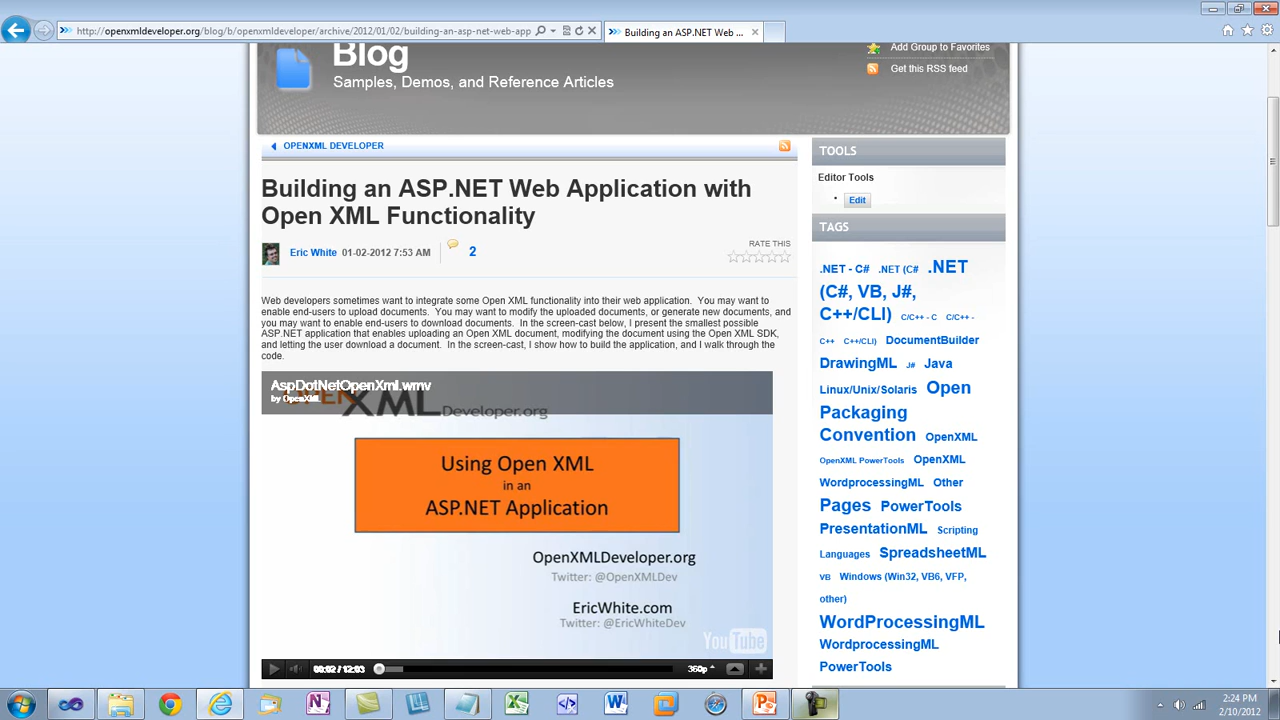 http://openxmldeveloper.org/blog/b/openxmldeveloper/archive/2012/01/02/building-an-asp-net-web-app
Building an ASP.NET Web ...
Blog
Samples, Demos, and Reference Articles
Add Group to Favorites
Get this RSS feed
OPENXML DEVELOPER
Building an ASP.NET Web Application with
Open XML Functionality
Eric White 01-02-2012 7:53 AM
2
RATE THIS
Web developers sometimes want to integrate some Open XML functionality into their web application. You may want to
enable end-users to upload documents. You may want to modify the uploaded documents, or generate new documents, and
you may want to enable end-users to download documents. In the screen-cast below, I present the smallest possible
ASP.NET application that enables uploading an Open XML document, modifying the document using the Open XML SDK,
and letting the user download a document. In the screen-cast, I show how to build the application, and I walk through the
code.
AspDotNetOpenXml.wmv
by OpenXML
OPEN XML Developer.org
Using Open XML
in an
ASP.NET Application
OpenXMLDeveloper.org
Twitter: @OpenXMLDev
EricWhite.com
Twitter: @EricWhiteDev
YouTube
00:02 / 12:03
360p
TOOLS
Editor Tools
Edit
TAGS
.NET - C# .NET (C# .NET
(C#, VB, J#,
C++/CLI) C/C++ - C C/C++ -
C++ C++/CLI) DocumentBuilder
DrawingML J# Java
Linux/Unix/Solaris Open
Packaging
Convention OpenXML
OpenXML PowerTools OpenXML
WordprocessingML Other
Pages PowerTools
PresentationML Scripting
Languages SpreadsheetML
VB Windows (Win32, VB6, VFP,
other)
WordProcessingML
WordprocessingML
PowerTools
2:24 PM
2/10/2012